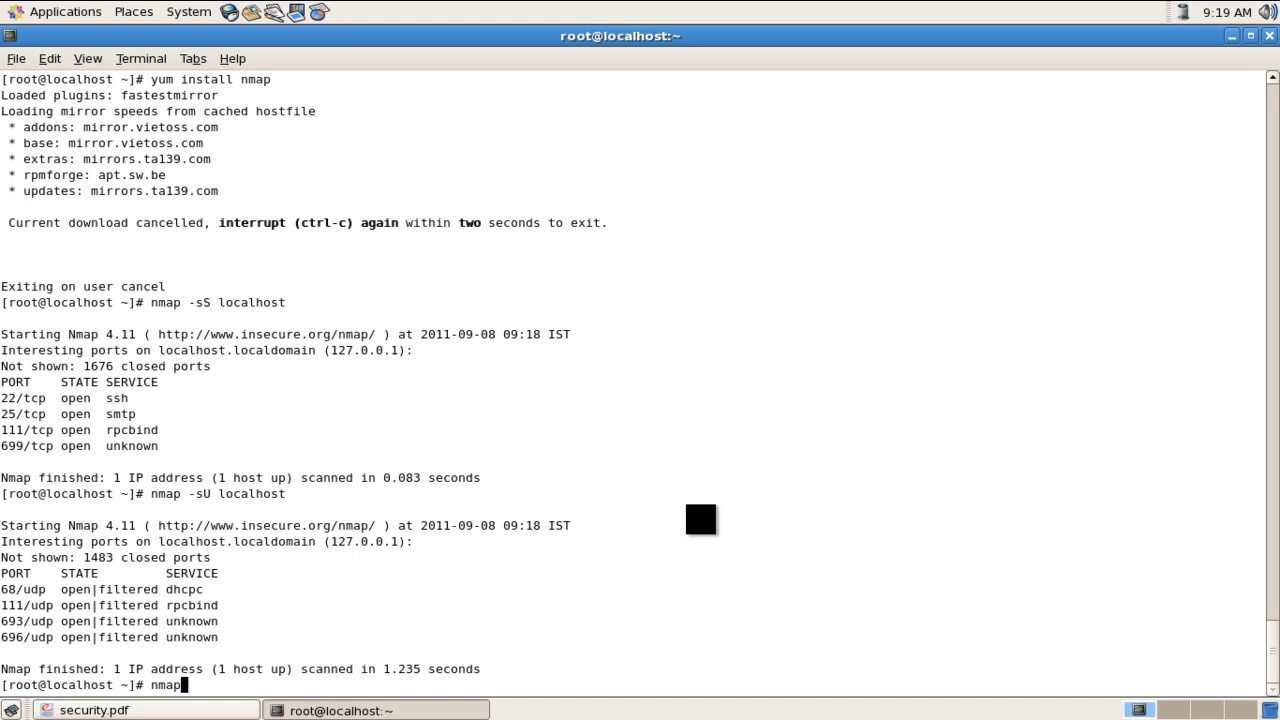 Applications Places System 9:19 AM
root@localhost:~
File Edit View Terminal Tabs Help
[root@localhost ~]# yum install nmap
Loaded plugins: fastestmirror
Loading mirror speeds from cached hostfile
* addons: mirror.vietoss.com
* base: mirror.vietoss.com
* extras: mirrors.ta139.com
* rpmforge: apt.sw.be
* updates: mirrors.ta139.com
Current download cancelled, interrupt (ctrl-c) again within two seconds to exit.
Exiting on user cancel
[root@localhost ~]# nmap -sS localhost
Starting Nmap 4.11 ( http://www.insecure.org/nmap/ ) at 2011-09-08 09:18 IST
Interesting ports on localhost.localdomain (127.0.0.1):
Not shown: 1676 closed ports
PORT STATE SERVICE
22/tcp open ssh
25/tcp open smtp
111/tcp open rpcbind
699/tcp open unknown
Nmap finished: 1 IP address (1 host up) scanned in 0.083 seconds
[root@localhost ~]# nmap -sU localhost
Starting Nmap 4.11 ( http://www.insecure.org/nmap/ ) at 2011-09-08 09:18 IST
Interesting ports on localhost.localdomain (127.0.0.1):
Not shown: 1483 closed ports
PORT STATE SERVICE
68/udp open|filtered dhcpc
111/udp open|filtered rpcbind
693/udp open|filtered unknown
696/udp open|filtered unknown
Nmap finished: 1 IP address (1 host up) scanned in 1.235 seconds
[root@localhost ~]# nmap
security.pdf root@localhost:~